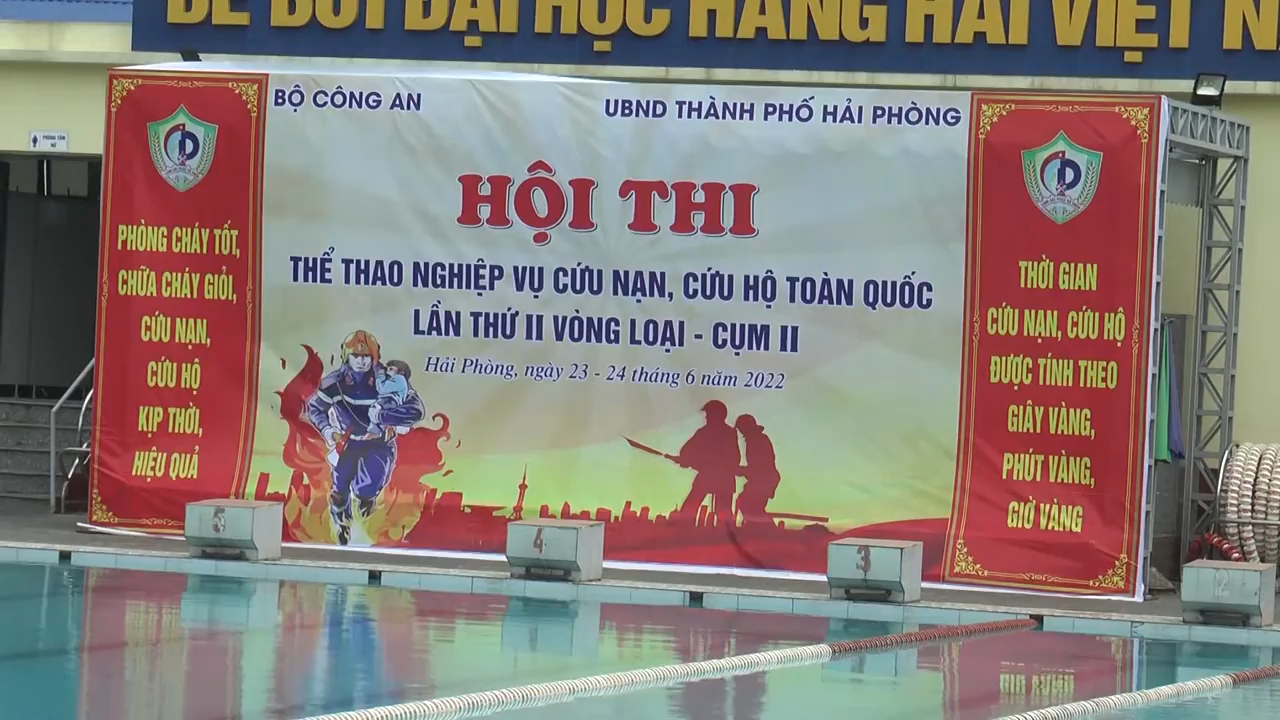 BỂ BƠI ĐẠI HỌC HÀNG HẢI VIỆT N
PHÒNG TẮM
NỮ
BỘ CÔNG AN
UBND THÀNH PHỐ HẢI PHÒNG
HỘI THI
THỂ THAO NGHIỆP VỤ CỨU NẠN, CỨU HỘ TOÀN QUỐC
LẦN THỨ II VÒNG LOẠI - CỤM II
Hải Phòng, ngày 23 - 24 tháng 6 năm 2022
PHÒNG CHÁY TỐT,
CHỮA CHÁY GIỎI,
CỨU NẠN,
CỨU HỘ
KỊP THỜI,
HIỆU QUẢ
THỜI GIAN
CỨU NẠN, CỨU HỘ
ĐƯỢC TÍNH THEO
GIÂY VÀNG,
PHÚT VÀNG,
GIỜ VÀNG
5
4
3